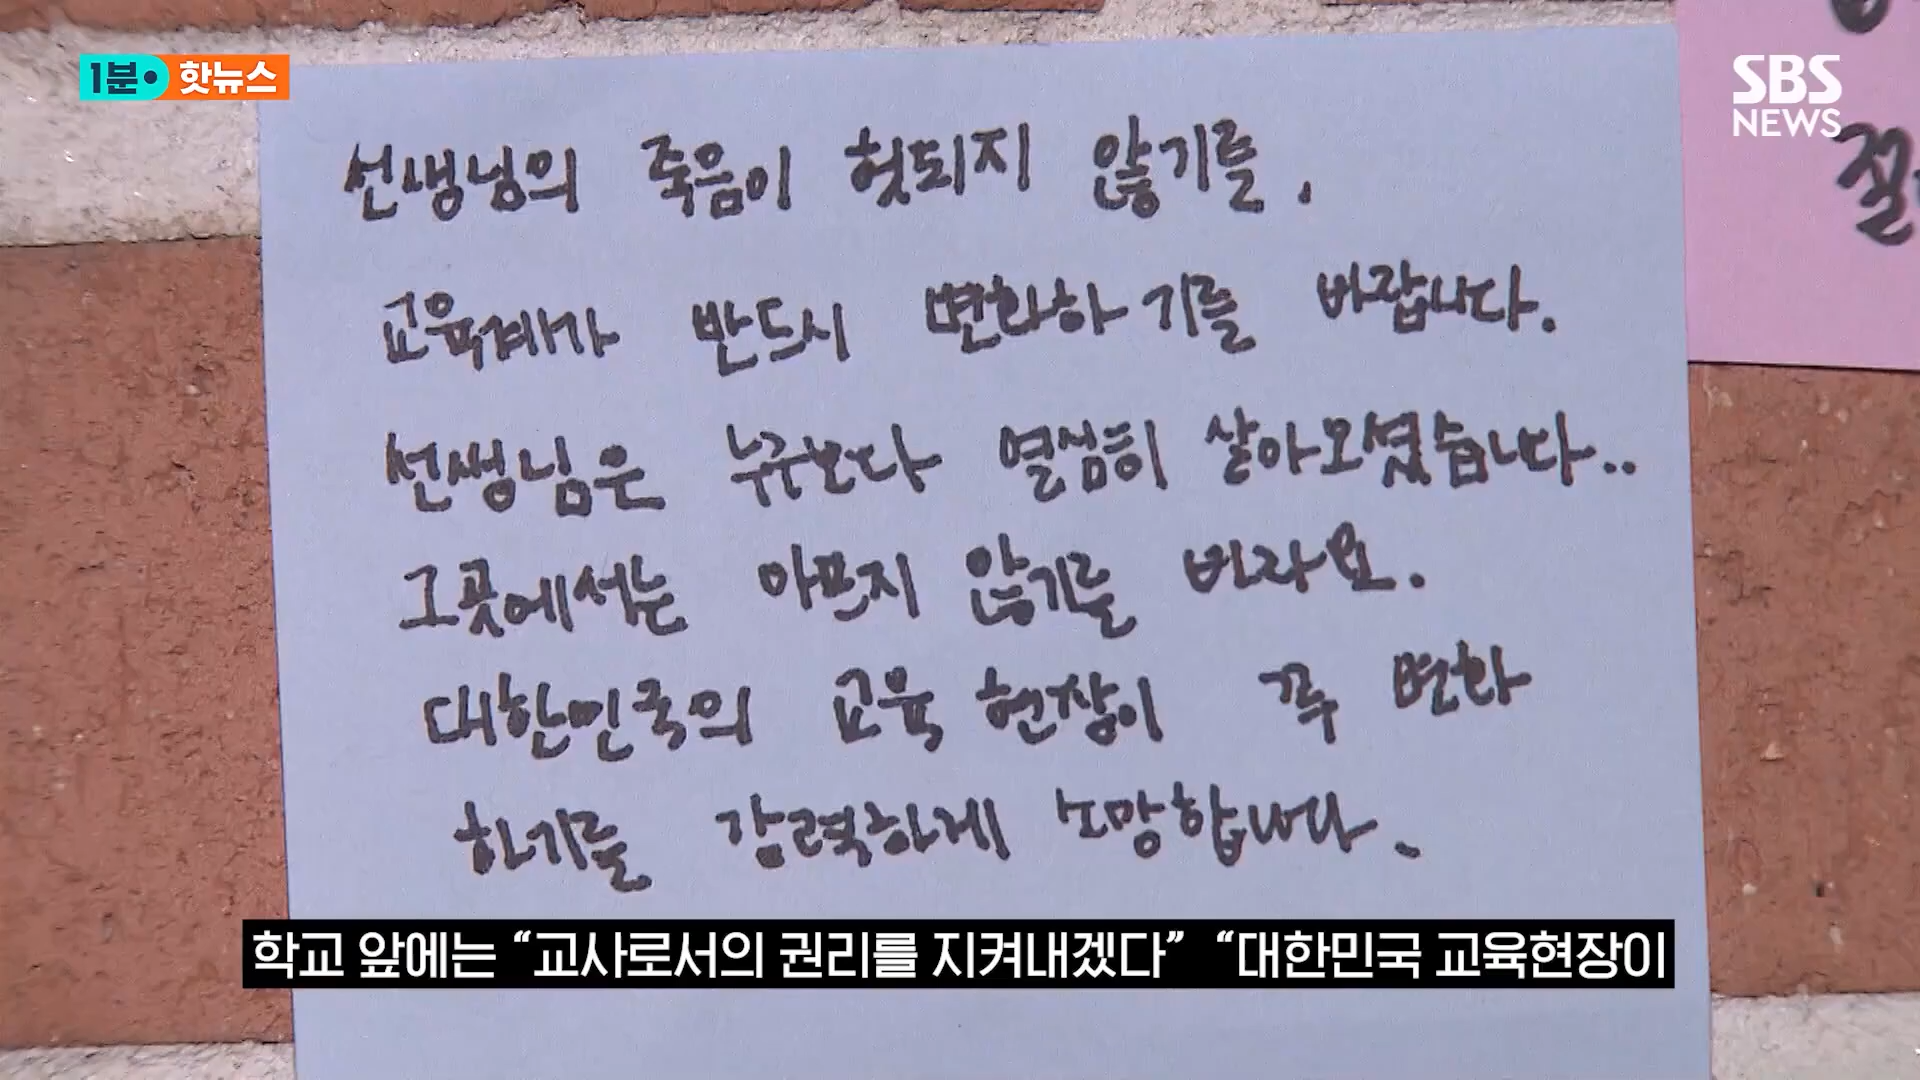 1분 핫뉴스
SBS
NEWS
선생님의 죽음이 헛되지 않기를.
교육계가 반드시 변화하기를 바랍니다.
선생님은 누구보다 열심히 살아오셨습니다..
그곳에서는 아프지 않기를 바라요.
대한민국의 교육 현장이 꼭 변화
하기를 강력하게 소망합니다.
학교 앞에는 “교사로서의 권리를 지켜내겠다” “대한민국 교육현장이